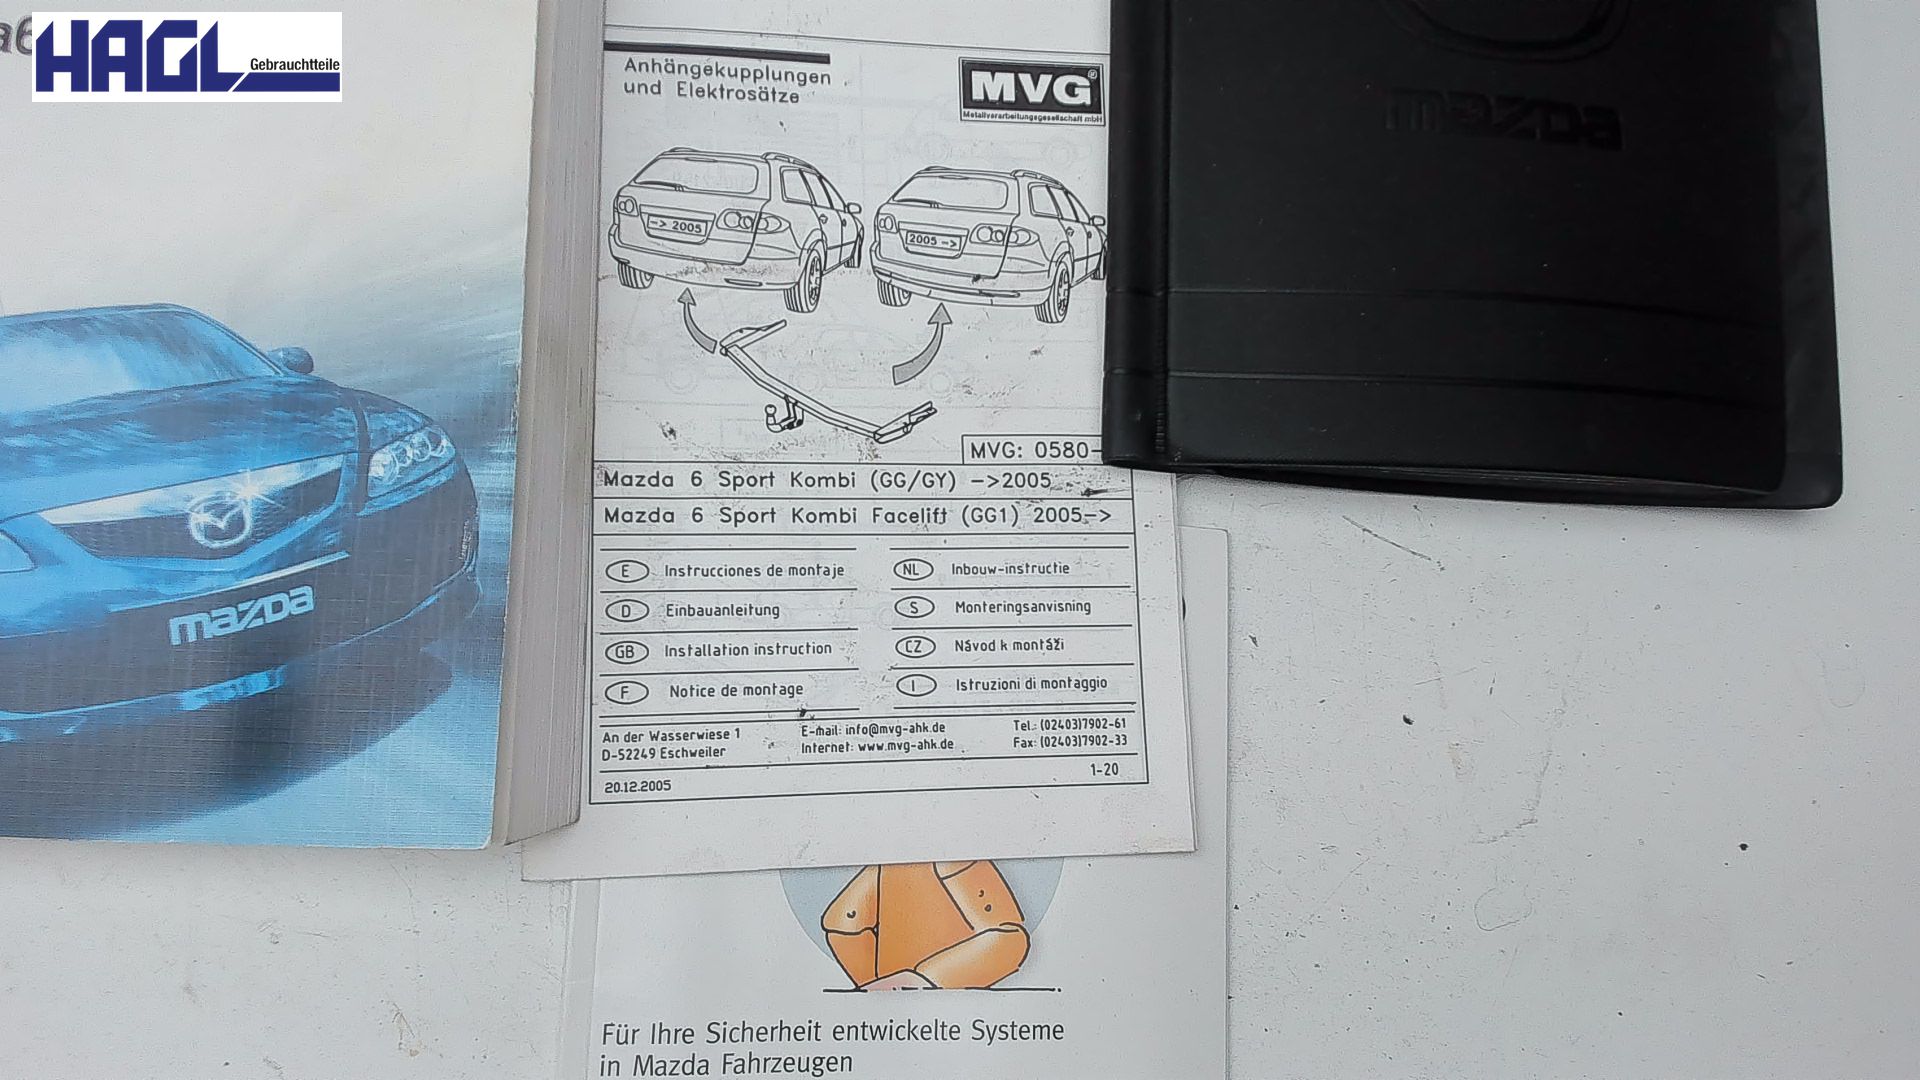 a6
HAGL
Gebrauchtteile
mazda
Anhängekupplungen
und Elektrosätze
MVG®
Metallverarbeitungsgesellschaft mbH
-> 2005
2005 ->
MVG: 0580-
Mazda 6 Sport Kombi (GG/GY) ->2005
Mazda 6 Sport Kombi Facelift (GG1) 2005->
E Instrucciones de montaje
D Einbauanleitung
GB Installation instruction
F Notice de montage
NL Inbouw-instructie
S Monteringsanvisning
CZ Návod k montáži
I Istruzioni di montaggio
An der Wasserwiese 1
D-52249 Eschweiler
E-mail: info@mvg-ahk.de
Internet: www.mvg-ahk.de
Tel.: (02403)7902-61
Fax: (02403)7902-33
20.12.2005
1-20
mazda
Für Ihre Sicherheit entwickelte Systeme
in Mazda Fahrzeugen